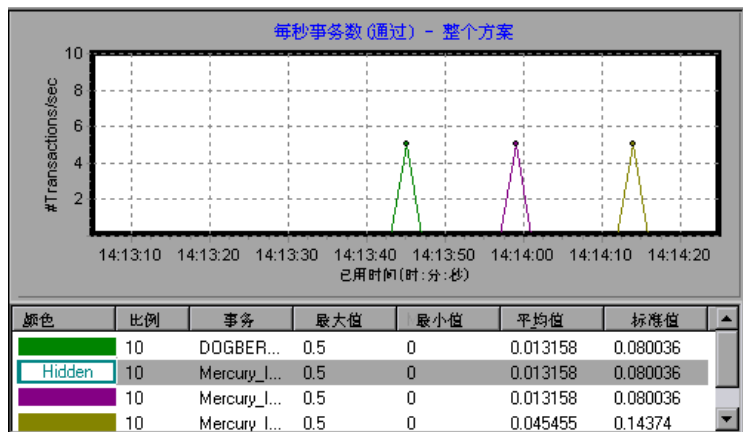 每秒事务数(通过) - 整个方案
10
8
6
4
2
#Transactions/sec
14:13:10 14:13:20 14:13:30 14:13:40 14:13:50 14:14:00 14:14:10 14:14:20
已用时间(时:分:秒)
颜色 比例 事务 最大值 最小值 平均值 标准值
10 DOGBER... 0.5 0 0.013158 0.080036
Hidden 10 Mercury_I... 0.5 0 0.013158 0.080036
10 Mercury_I... 0.5 0 0.013158 0.080036
10 Mercury_I... 0.5 0 0.045455 0.14374